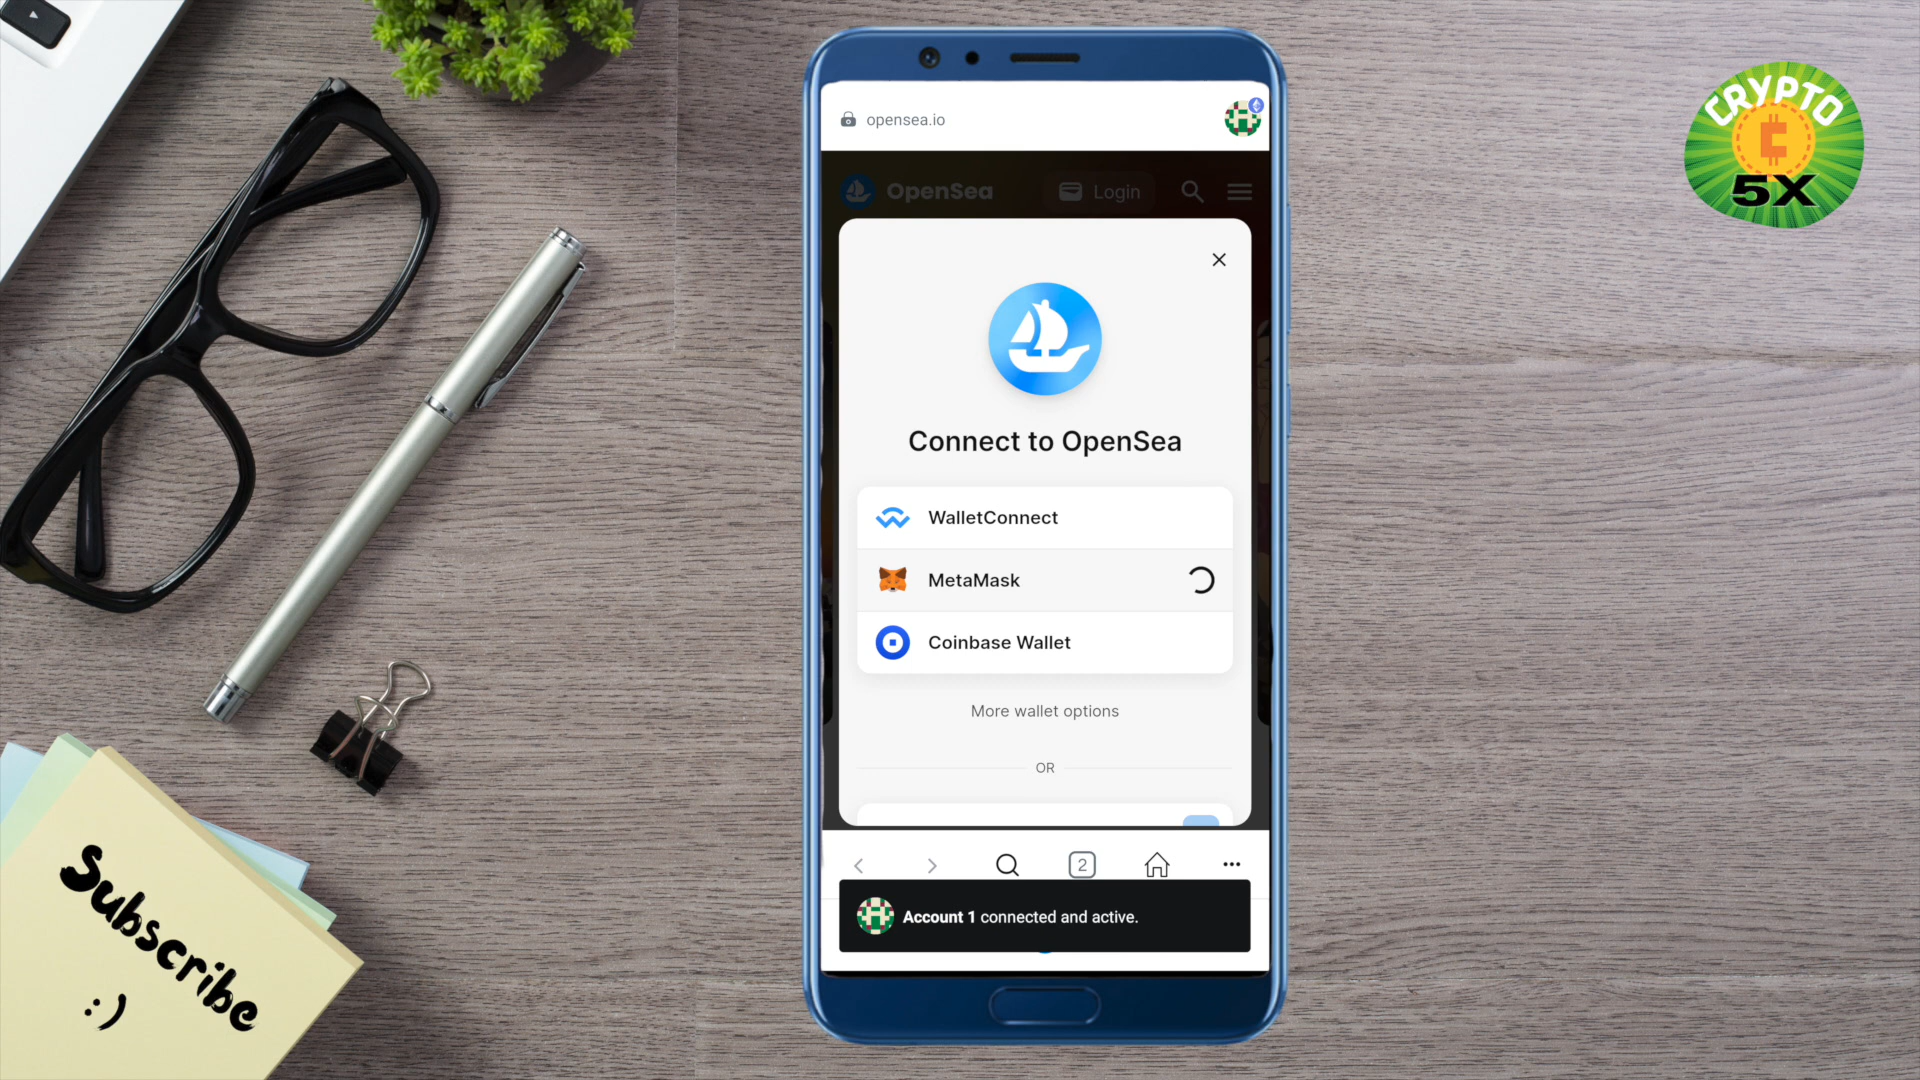 opensea.io
OpenSea
Login
Connect to OpenSea
WalletConnect
MetaMask
Coinbase Wallet
More wallet options
OR
2
Account 1 connected and active.
CRYPTO
5X
Subscribe
:)